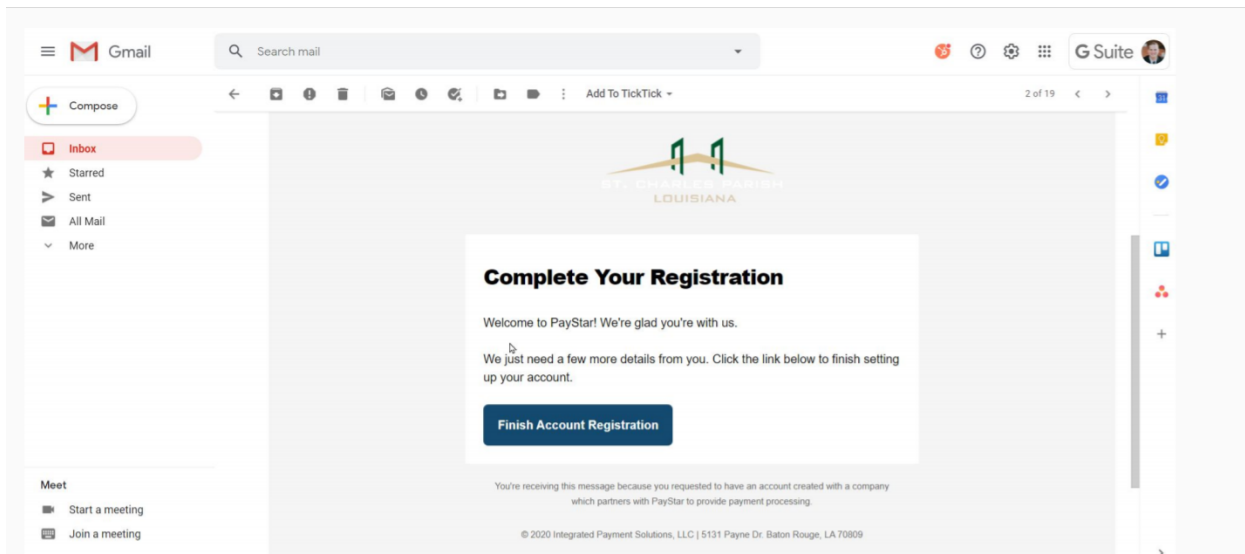 Gmail
Search mail
G Suite
Compose
Add To TickTick
2 of 19
31
Inbox
Starred
Sent
All Mail
More
ST. CHARLES PARISH
LOUISIANA
Complete Your Registration
Welcome to PayStar! We're glad you're with us.
We just need a few more details from you. Click the link below to finish setting
up your account.
Finish Account Registration
You're receiving this message because you requested to have an account created with a company
which partners with PayStar to provide payment processing.
© 2020 Integrated Payment Solutions, LLC | 5131 Payne Dr. Baton Rouge, LA 70809
Meet
Start a meeting
Join a meeting